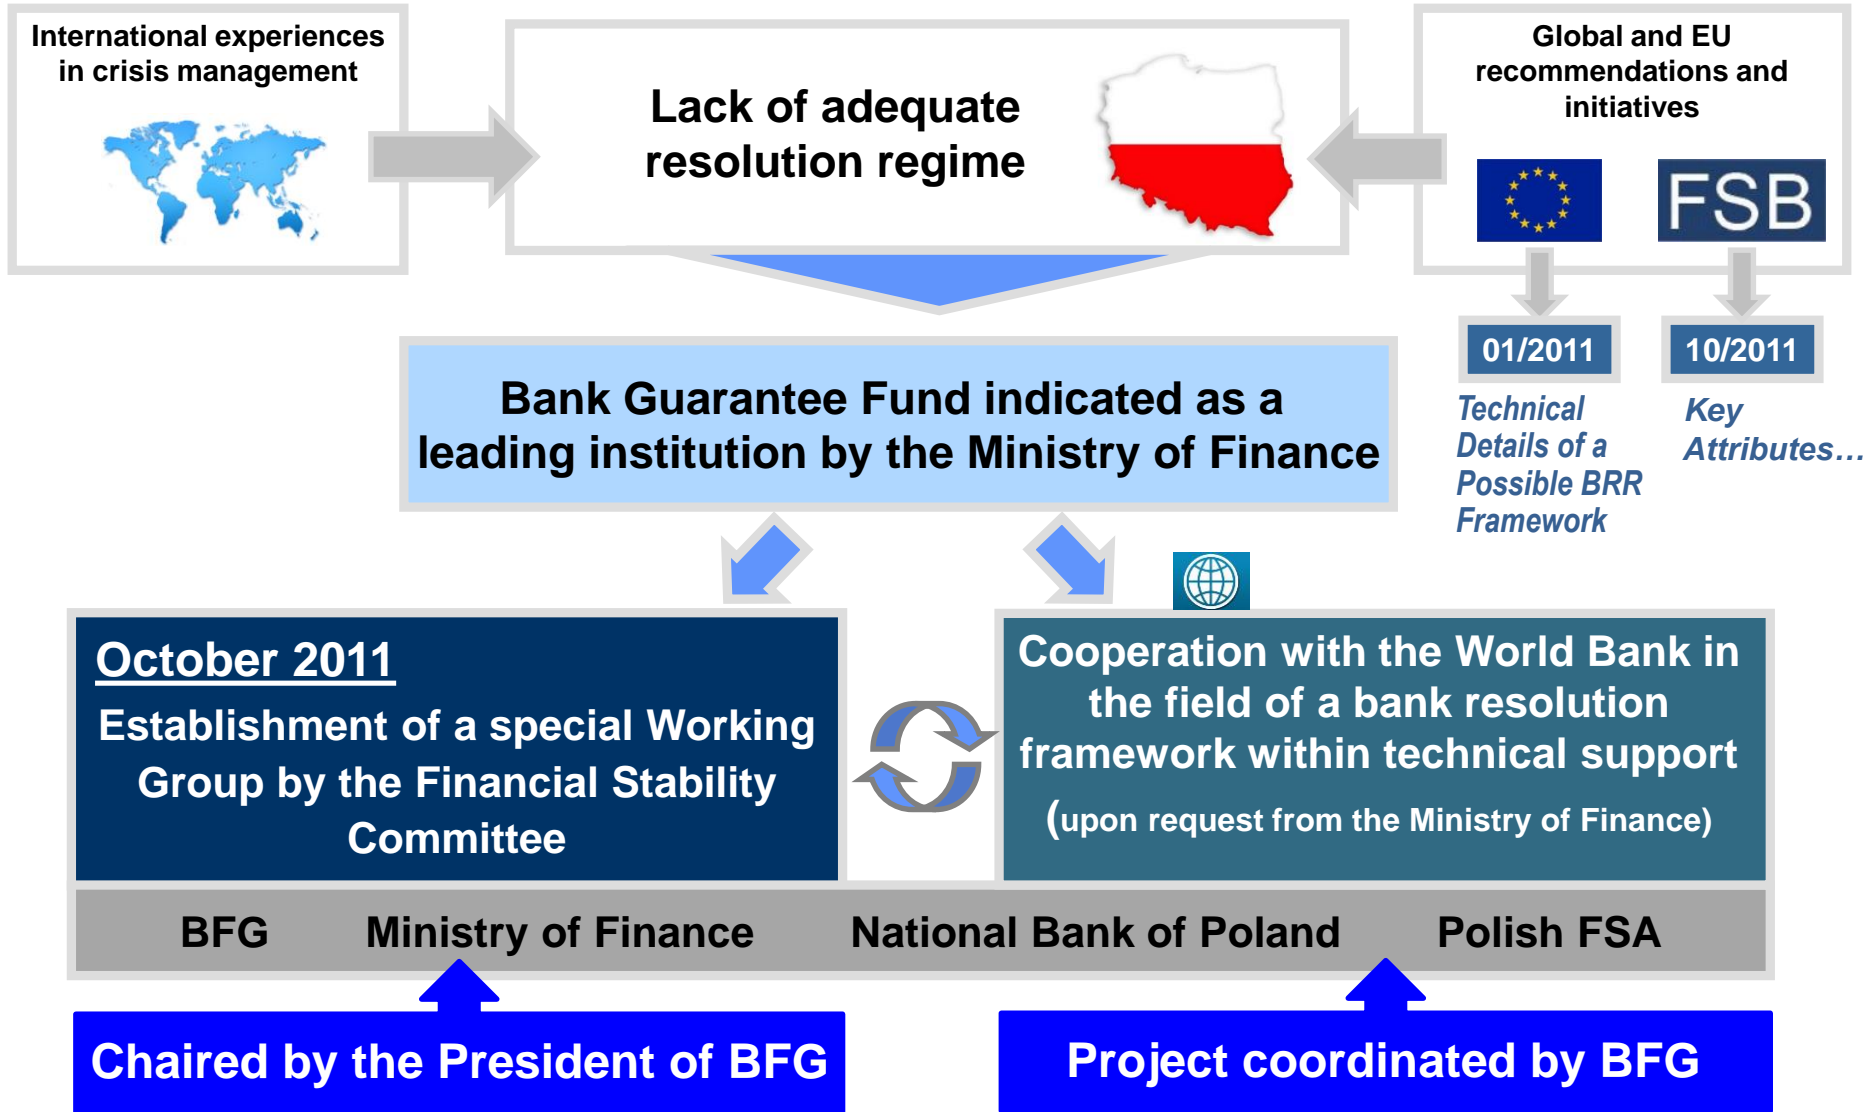 International experiences
in crisis management
Lack of adequate
resolution regime
Global and EU
recommendations and
initiatives
FSB
01/2011
10/2011
Technical
Details of a
Possible BRR
Framework
Key
Attributes…
Bank Guarantee Fund indicated as a
leading institution by the Ministry of Finance
October 2011
Establishment of a special Working
Group by the Financial Stability
Committee
Cooperation with the World Bank in
the field of a bank resolution
framework within technical support
(upon request from the Ministry of Finance)
BFG Ministry of Finance National Bank of Poland Polish FSA
Chaired by the President of BFG
Project coordinated by BFG